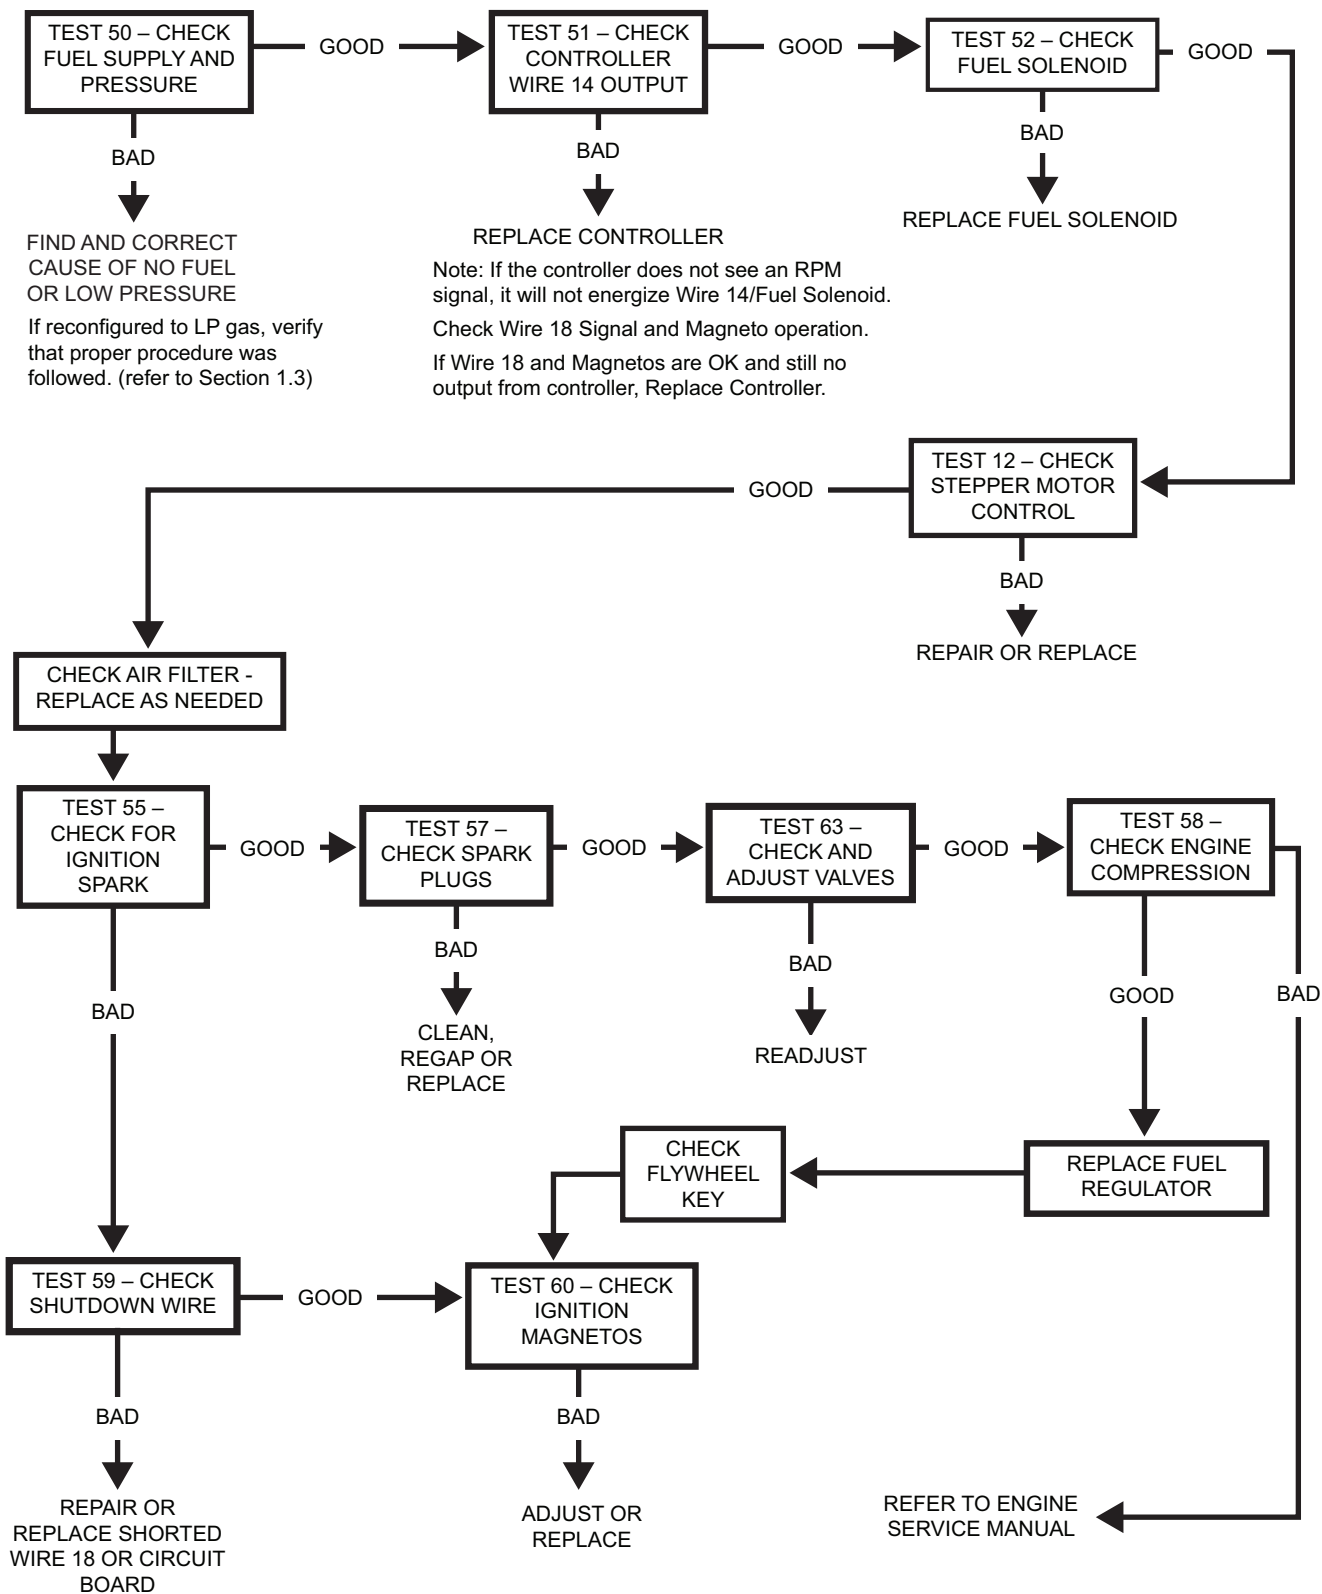 TEST 50 – CHECK
FUEL SUPPLY AND
PRESSURE
GOOD
TEST 51 – CHECK
CONTROLLER
WIRE 14 OUTPUT
GOOD
TEST 52 – CHECK
FUEL SOLENOID
GOOD
BAD
FIND AND CORRECT
CAUSE OF NO FUEL
OR LOW PRESSURE
If reconfigured to LP gas, verify
that proper procedure was
followed. (refer to Section 1.3)
BAD
REPLACE CONTROLLER
Note: If the controller does not see an RPM
signal, it will not energize Wire 14/Fuel Solenoid.
Check Wire 18 Signal and Magneto operation.
If Wire 18 and Magnetos are OK and still no
output from controller, Replace Controller.
BAD
REPLACE FUEL SOLENOID
TEST 12 – CHECK
STEPPER MOTOR
CONTROL
GOOD
BAD
REPAIR OR REPLACE
CHECK AIR FILTER -
REPLACE AS NEEDED
TEST 55 –
CHECK FOR
IGNITION
SPARK
GOOD
TEST 57 –
CHECK SPARK
PLUGS
GOOD
TEST 63 –
CHECK AND
ADJUST VALVES
GOOD
TEST 58 –
CHECK ENGINE
COMPRESSION
BAD
BAD
CLEAN,
REGAP OR
REPLACE
BAD
READJUST
GOOD
BAD
CHECK
FLYWHEEL
KEY
REPLACE FUEL
REGULATOR
TEST 59 – CHECK
SHUTDOWN WIRE
GOOD
TEST 60 – CHECK
IGNITION
MAGNETOS
BAD
REPAIR OR
REPLACE SHORTED
WIRE 18 OR CIRCUIT
BOARD
BAD
ADJUST OR
REPLACE
REFER TO ENGINE
SERVICE MANUAL